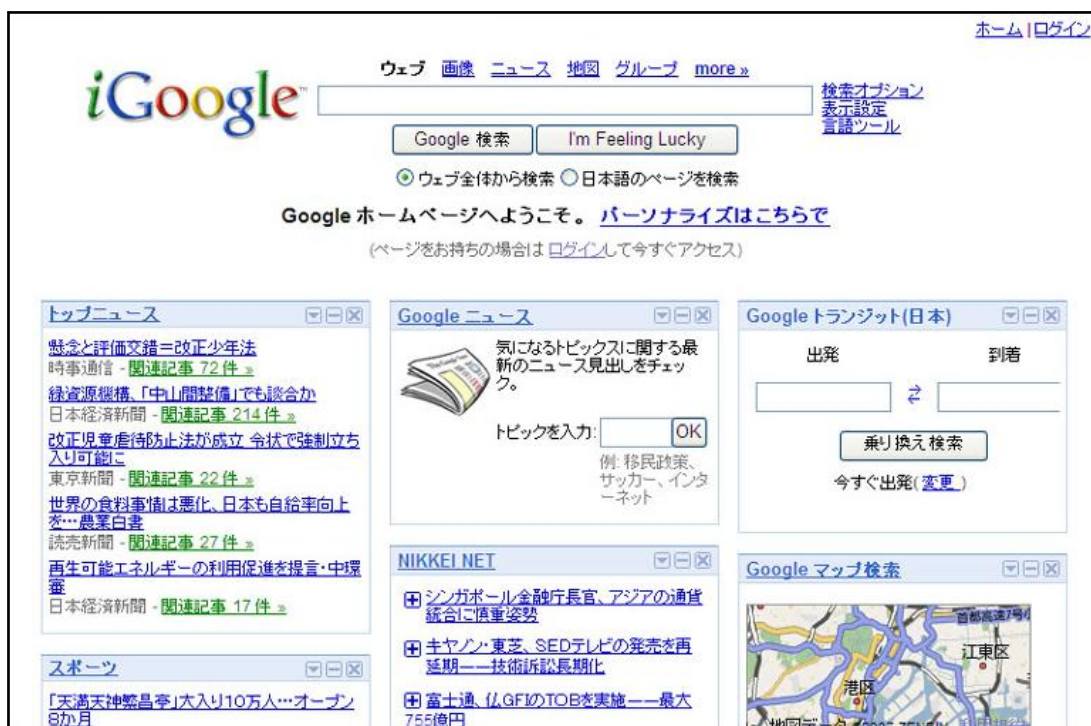 ホーム | ログイン
iGoogle™
ウェブ 画像 ニュース 地図 グループ more »
検索オプション
表示設定
言語ツール
Google 検索 I'm Feeling Lucky
ウェブ全体から検索 日本語のページを検索
Google ホームページへようこそ。 パーソナライズはこちらで
(ページをお持ちの場合は ログインして今すぐアクセス)
トップニュース
懸念と評価交錯＝改正少年法
時事通信 - 関連記事 72 件 »
緑資源機構、「中山間整備」でも談合か
日本経済新聞 - 関連記事 214 件 »
改正児童虐待防止法が成立 令状で強制立ち
入り可能に
東京新聞 - 関連記事 22 件 »
世界の食料事情は悪化、日本も自給率向上
を…農業白書
読売新聞 - 関連記事 27 件 »
再生可能エネルギーの利用促進を提言・中環
審
日本経済新聞 - 関連記事 17 件 »
スポーツ
「天満天神繁昌亭」大入り10万人…オープン
8か月
Google ニュース
気になるトピックスに関する最
新のニュース見出しをチェッ
ク。
トピックを入力: OK
例: 移民政策、
サッカー、インタ
ーネット
NIKKEI NET
シンガポール金融庁長官、アジアの通貨
統合に慎重姿勢
キヤノン・東芝、SEDテレビの発売を再
延期——技術訴訟長期化
富士通、仏GFIのTOBを実施——最大
755億円
Google トランジット(日本)
出発 到着
乗り換え検索
今すぐ出発(変更 )
Google マップ検索
首都高速7号
江東区
港区
地図データ